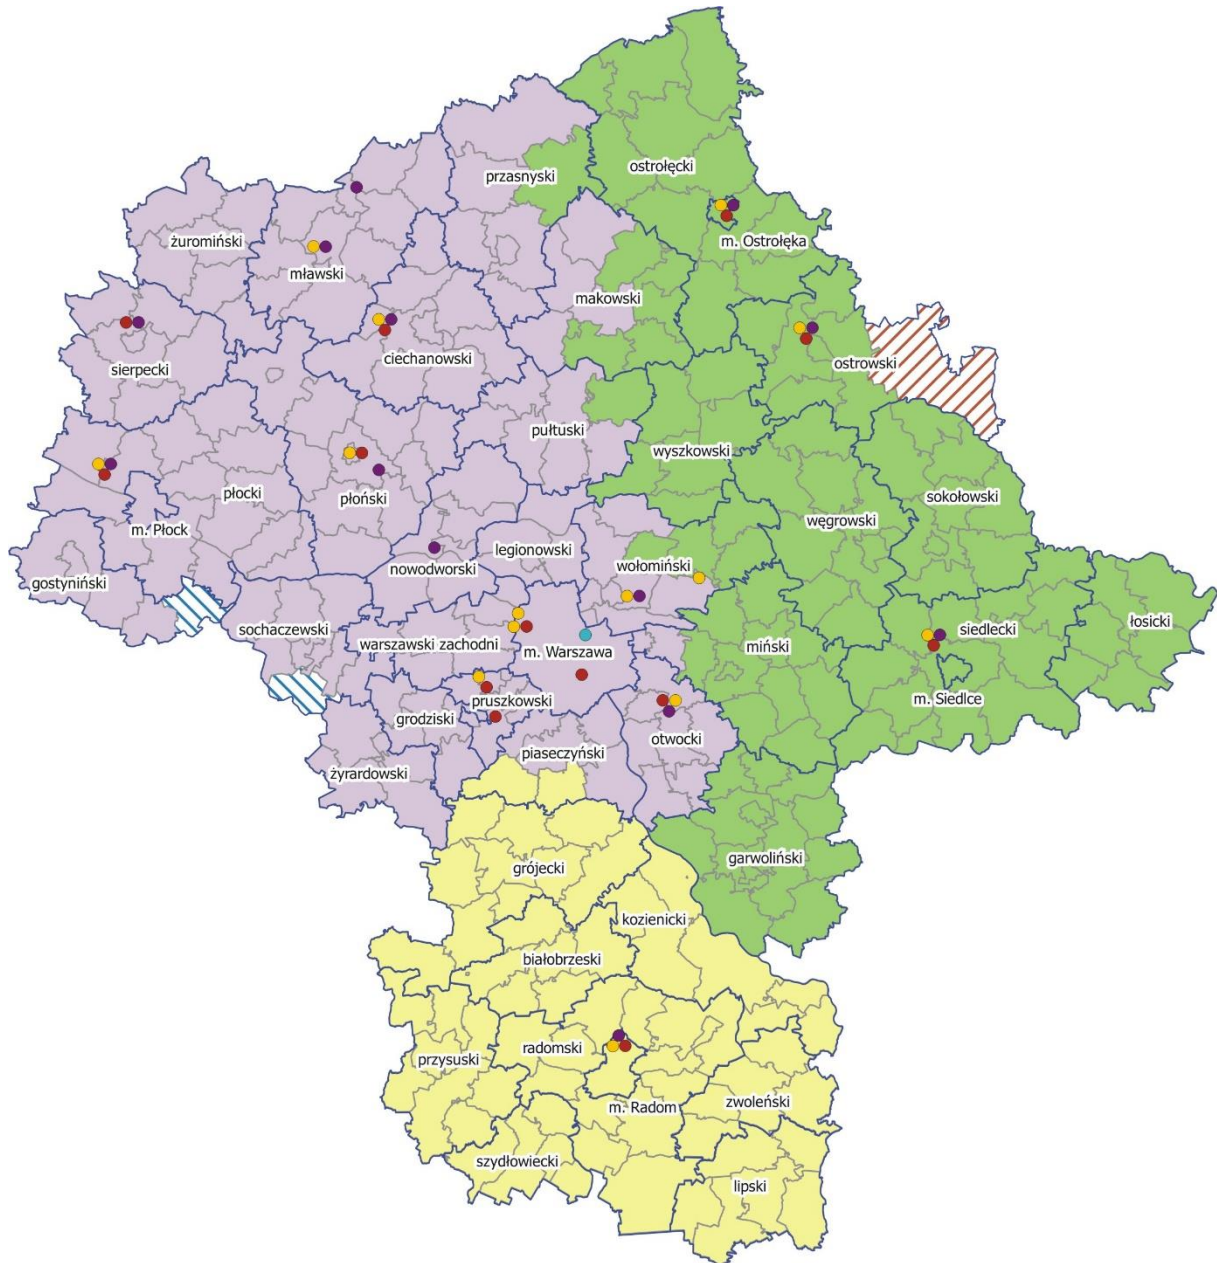 ostrołęcki
przasnyski
m. Ostrołęka
żuromiński
mławski
makowski
ciechanowski
ostrowski
sierpecki
pułtuski
wyszkowski
sokołowski
płocki
płoński
węgrowski
m. Płock
legionowski
wołomiński
nowodworski
gostyniński
łosicki
sochaczewski
siedlecki
warszawski zachodni
m. Warszawa
miński
pruszkowski
m. Siedlce
grodziski
otwocki
piaseczyński
żyrardowski
garwoliński
grójecki
kozienicki
białobrzeski
radomski
przysuski
zwoleński
m. Radom
szydłowiecki
lipski